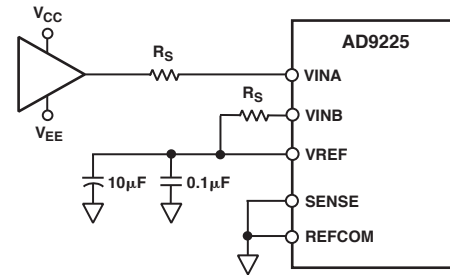 VCC
AD9225
RS
VINA
RS
VINB
VEE
VREF
10µF
0.1µF
SENSE
REFCOM